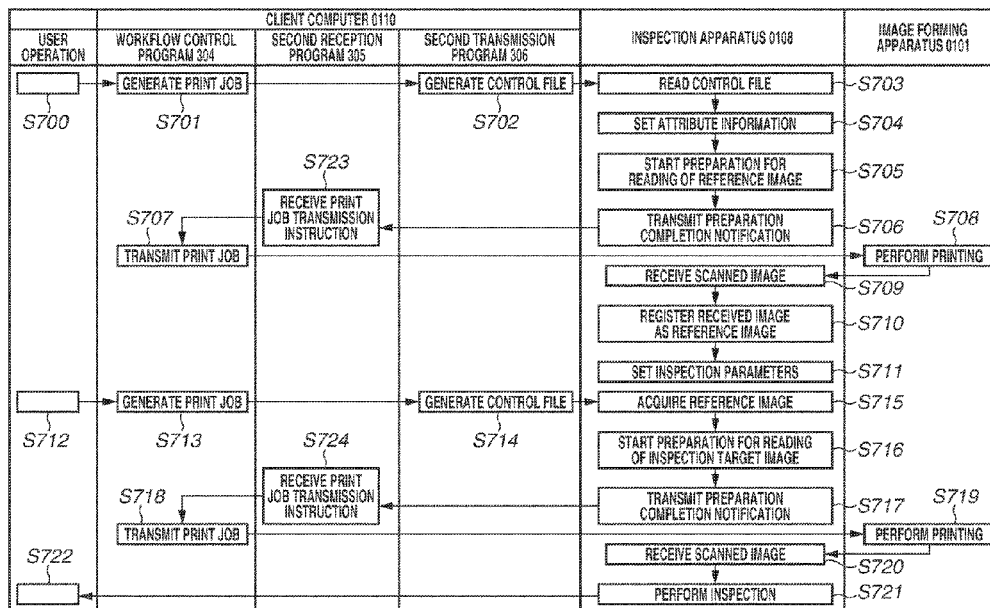 CLIENT COMPUTER 0110
USER
OPERATION
WORKFLOW CONTROL
PROGRAM 304
SECOND RECEPTION
PROGRAM 305
SECOND TRANSMISSION
PROGRAM 306
INSPECTION APPARATUS 0108
IMAGE FORMING
APPARATUS 0101
GENERATE PRINT JOB
GENERATE CONTROL FILE
READ CONTROL FILE
S703
S700
S701
S702
SET ATTRIBUTE INFORMATION
S704
START PREPARATION FOR
READING OF REFERENCE IMAGE
S705
S723
RECEIVE PRINT
JOB TRANSMISSION
INSTRUCTION
TRANSMIT PREPARATION
COMPLETION NOTIFICATION
S706
S707
TRANSMIT PRINT JOB
S708
PERFORM PRINTING
RECEIVE SCANNED IMAGE
S709
REGISTER RECEIVED IMAGE
AS REFERENCE IMAGE
S710
SET INSPECTION PARAMETERS
S711
GENERATE PRINT JOB
GENERATE CONTROL FILE
ACQUIRE REFERENCE IMAGE
S715
S712
S713
S714
START PREPARATION FOR READING
OF INSPECTION TARGET IMAGE
S716
S724
RECEIVE PRINT
JOB TRANSMISSION
INSTRUCTION
TRANSMIT PREPARATION
COMPLETION NOTIFICATION
S717
S718
TRANSMIT PRINT JOB
S719
PERFORM PRINTING
RECEIVE SCANNED IMAGE
S720
S722
PERFORM INSPECTION
S721